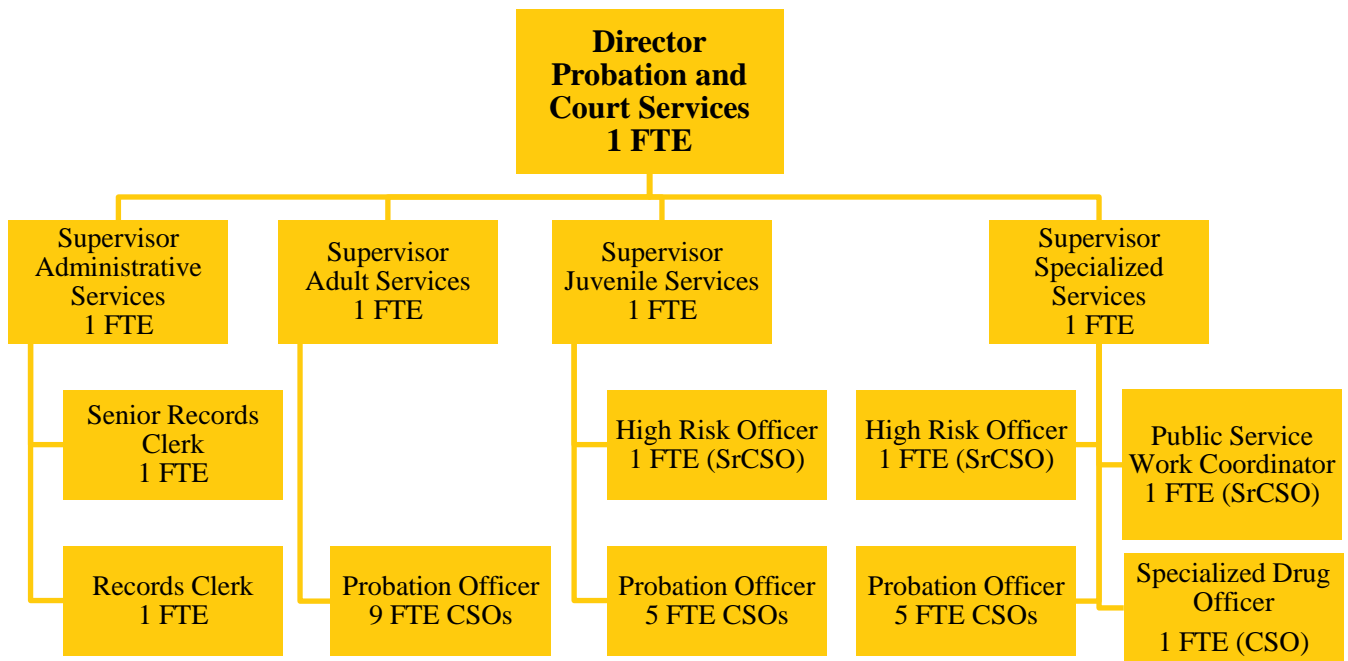 Director
Probation and
Court Services
1 FTE
Supervisor
Administrative
Services
1 FTE
Supervisor
Adult Services
1 FTE
Supervisor
Juvenile Services
1 FTE
Supervisor
Specialized
Services
1 FTE
Senior Records
Clerk
1 FTE
High Risk Officer
1 FTE (SrCSO)
High Risk Officer
1 FTE (SrCSO)
Public Service
Work Coordinator
1 FTE (SrCSO)
Records Clerk
1 FTE
Probation Officer
9 FTE CSOs
Probation Officer
5 FTE CSOs
Probation Officer
5 FTE CSOs
Specialized Drug
Officer
1 FTE (CSO)